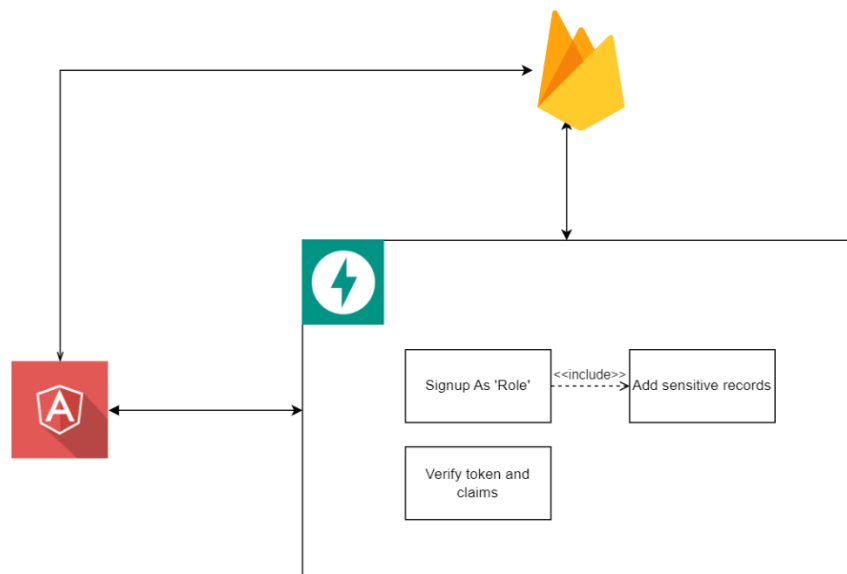 Signup As 'Role'
<<include>>
Add sensitive records
Verify token and
claims
A